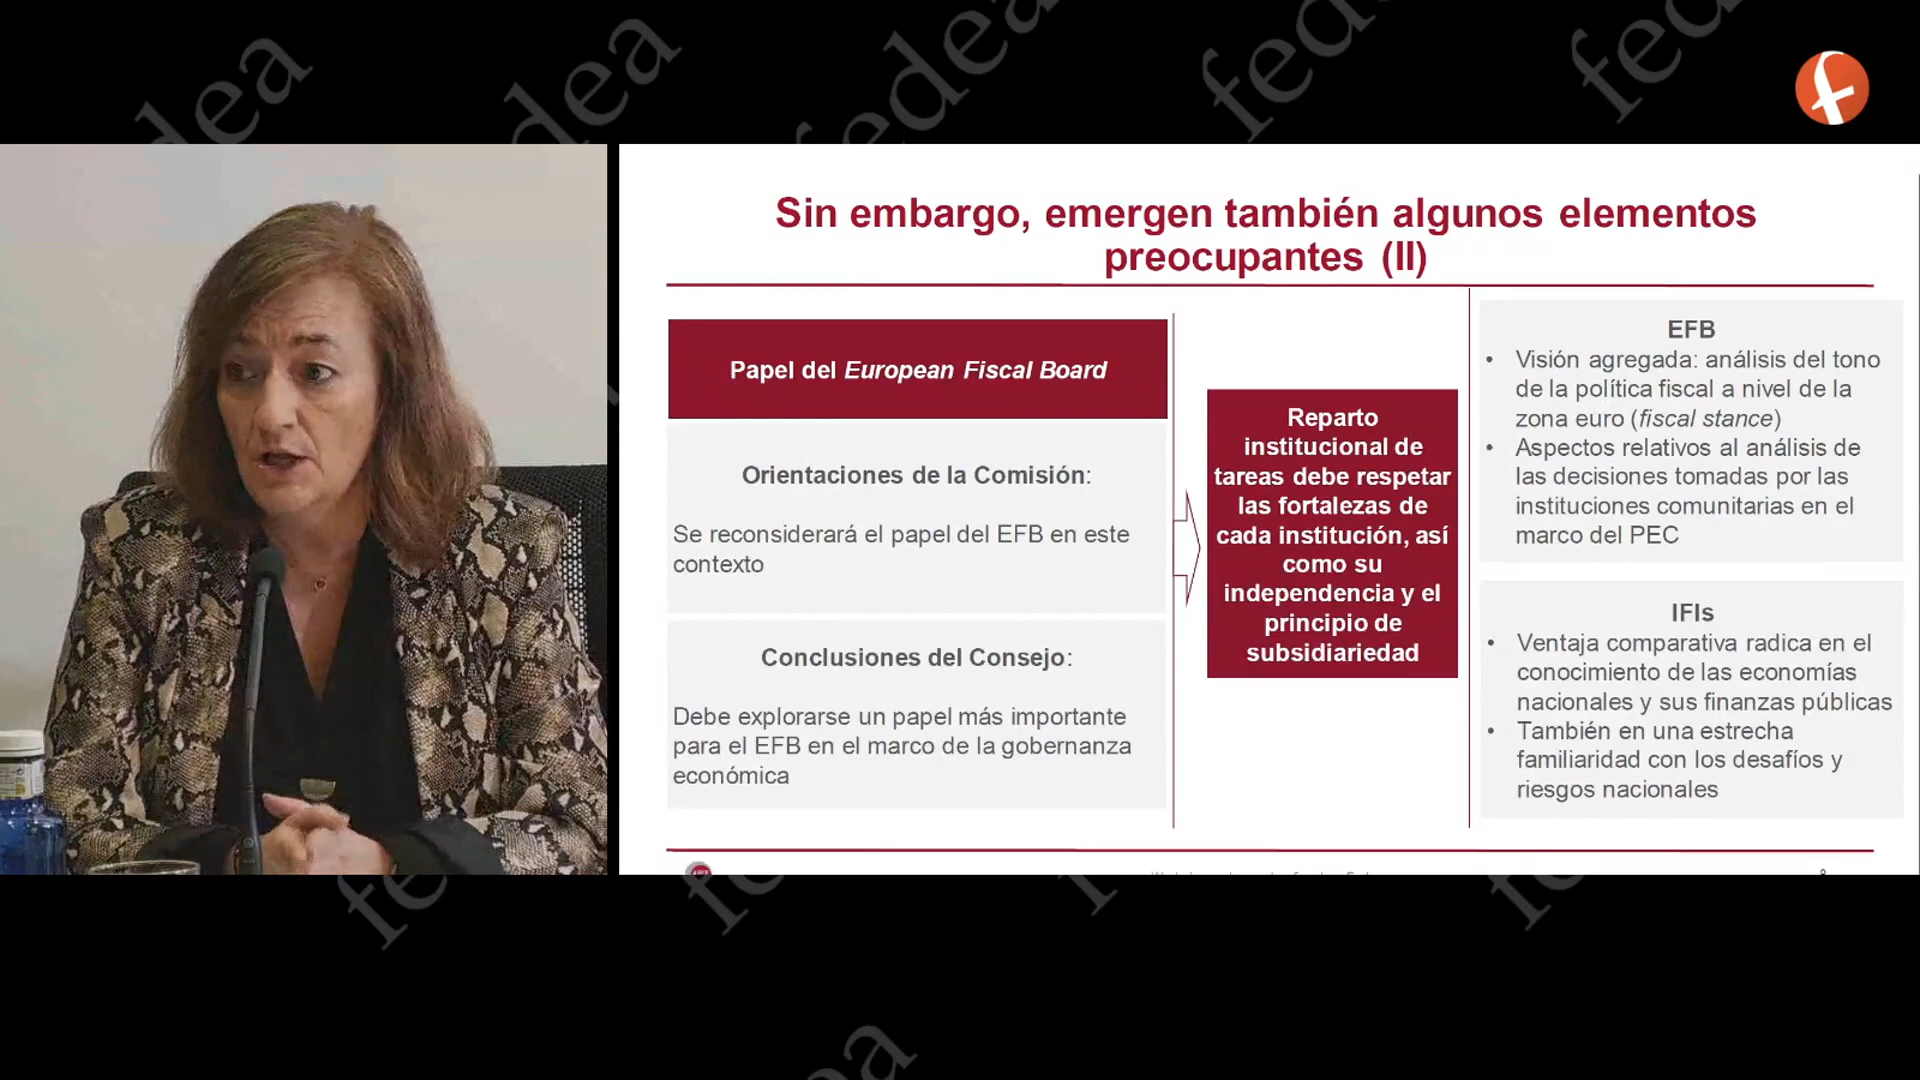 fedea
Sin embargo, emergen también algunos elementos
preocupantes (II)
Papel del European Fiscal Board
Orientaciones de la Comisión:
Se reconsiderará el papel del EFB en este
contexto
Conclusiones del Consejo:
Debe explorarse un papel más importante
para el EFB en el marco de la gobernanza
económica
Reparto
institucional de
tareas debe respetar
las fortalezas de
cada institución, así
como su
independencia y el
principio de
subsidiariedad
EFB
• Visión agregada: análisis del tono
de la política fiscal a nivel de la
zona euro (fiscal stance)
• Aspectos relativos al análisis de
las decisiones tomadas por las
instituciones comunitarias en el
marco del PEC
IFIs
• Ventaja comparativa radica en el
conocimiento de las economías
nacionales y sus finanzas públicas
• También en una estrecha
familiaridad con los desafíos y
riesgos nacionales